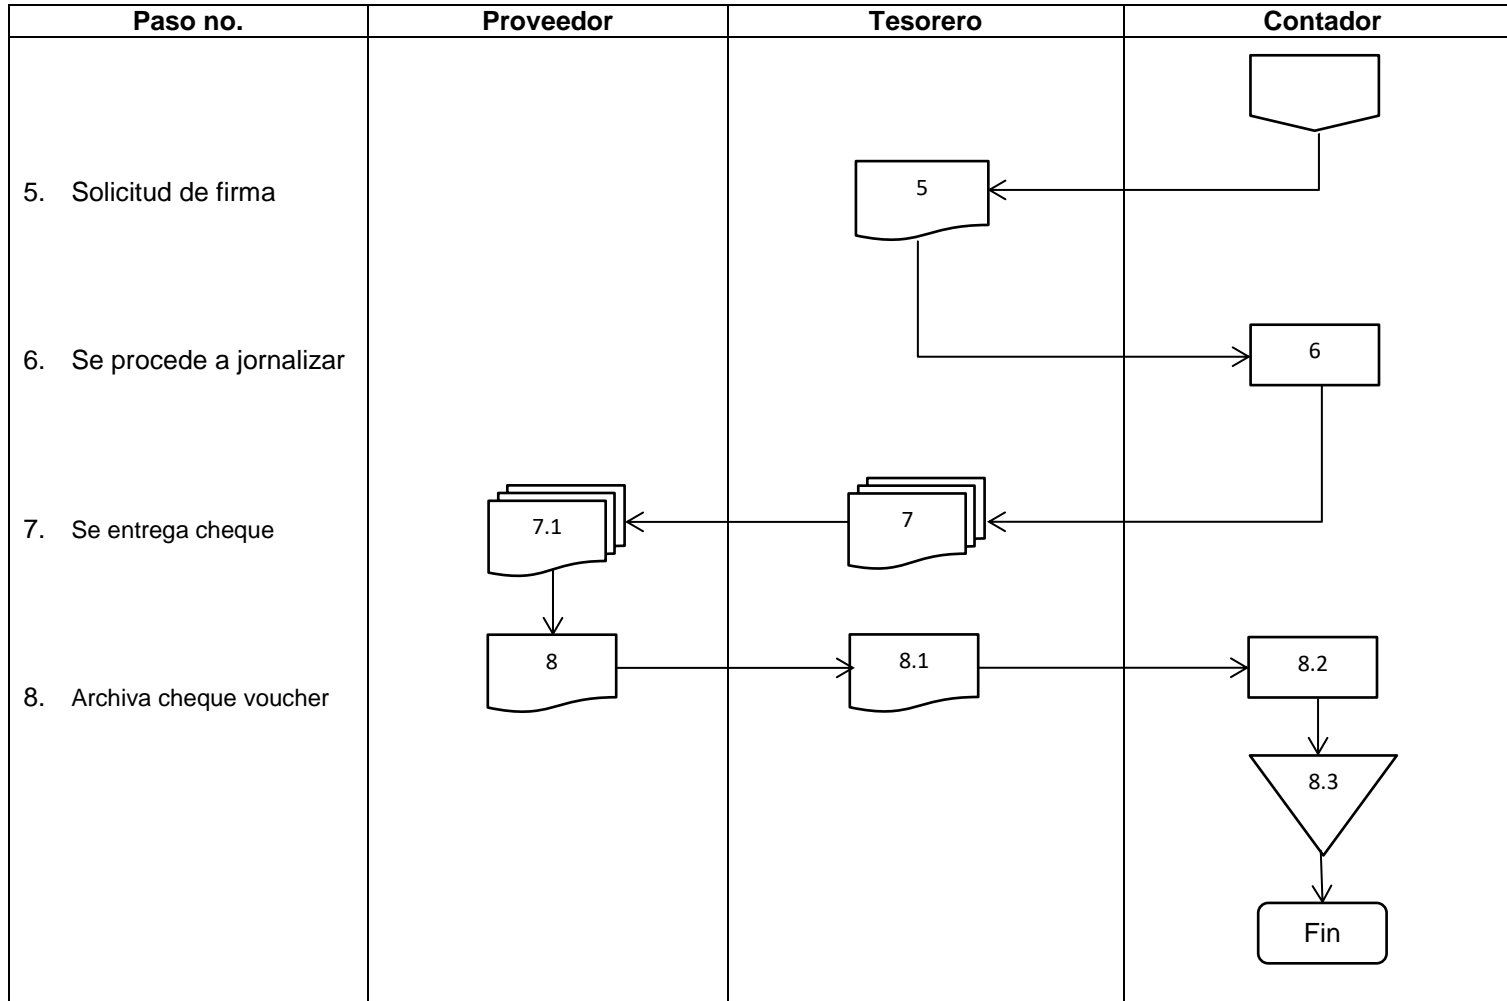 Paso no. Proveedor Tesorero Contador
5. Solicitud de firma
5
6. Se procede a jornalizar
6
7. Se entrega cheque
7.1
7
8. Archiva cheque voucher
8
8.1
8.2
8.3
Fin